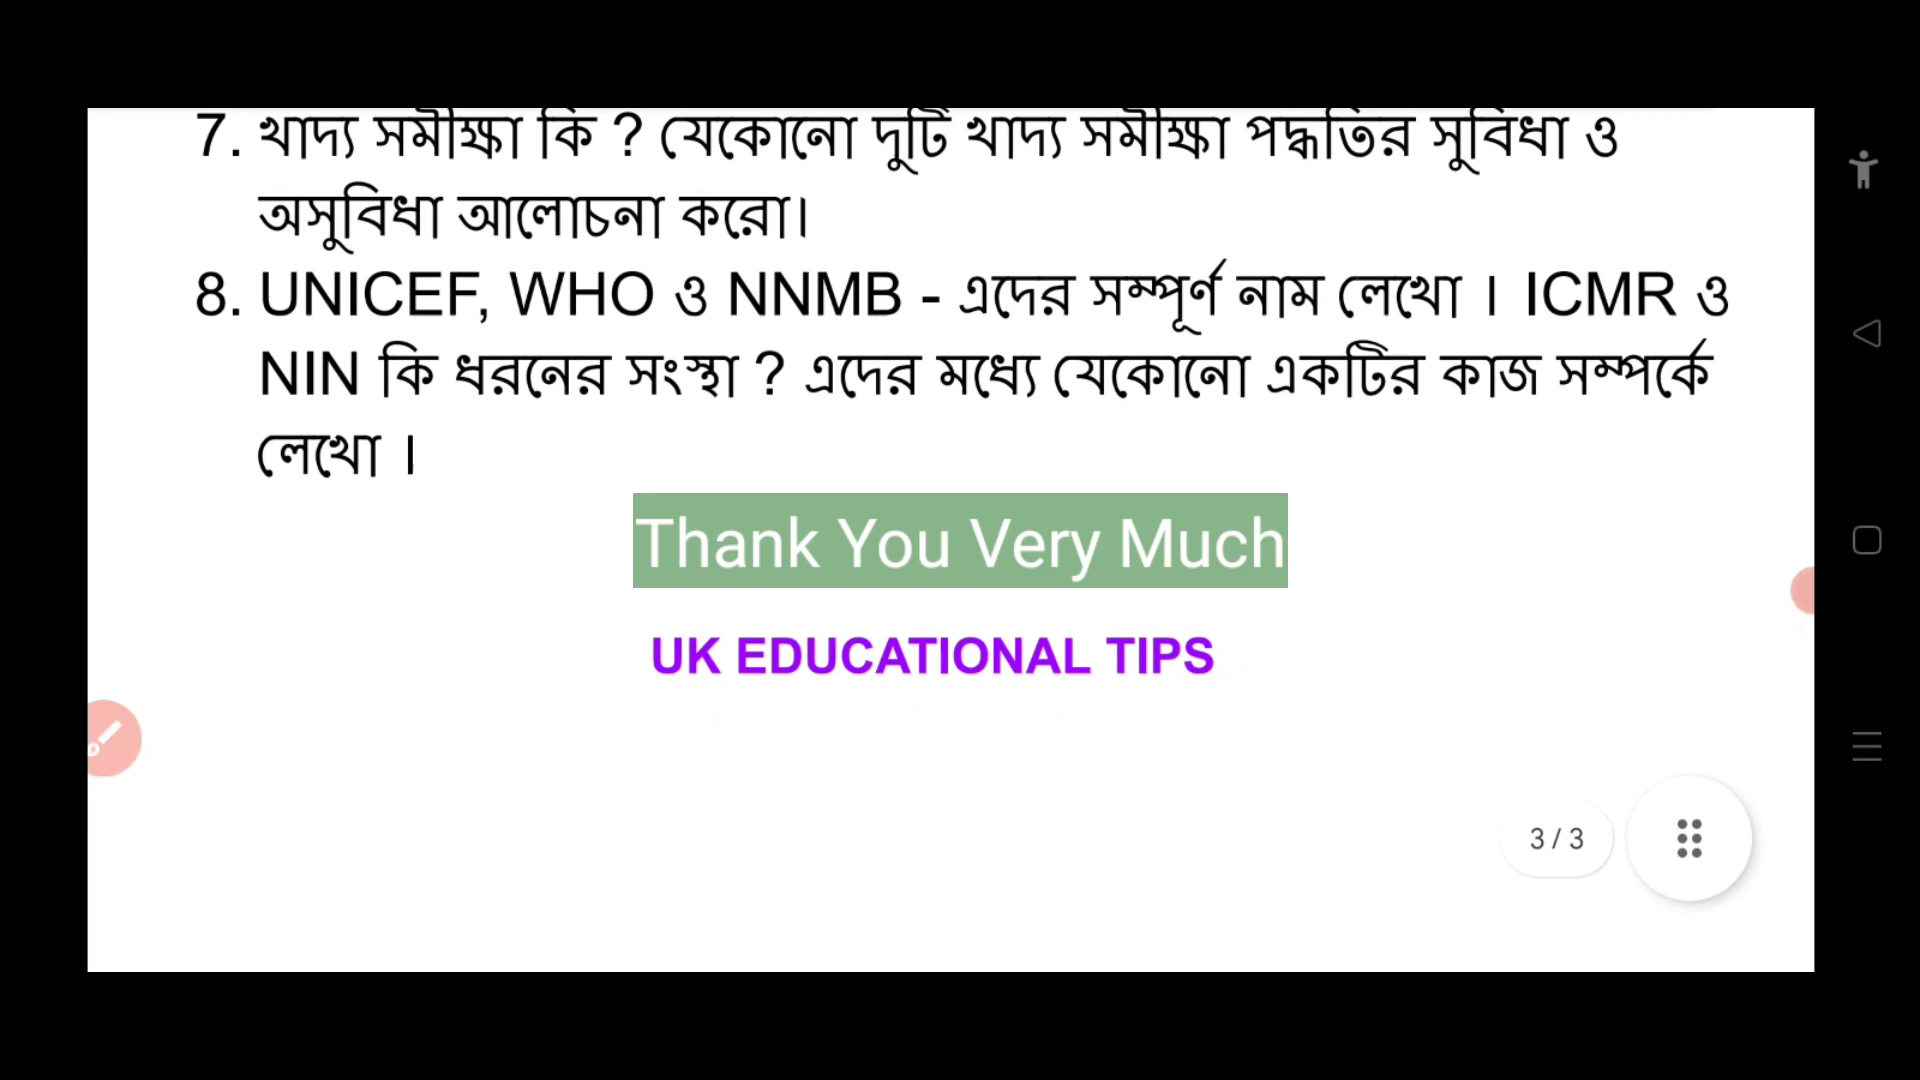 7. খাদ্য সমীক্ষা কি ? যেকোনো দুটি খাদ্য সমীক্ষা পদ্ধতির সুবিধা ও
অসুবিধা আলোচনা করো।
8. UNICEF, WHO ও NNMB - এদের সম্পূর্ণ নাম লেখো । ICMR ও
NIN কি ধরনের সংস্থা ? এদের মধ্যে যেকোনো একটির কাজ সম্পর্কে
লেখো ।
Thank You Very Much
UK EDUCATIONAL TIPS
3 / 3